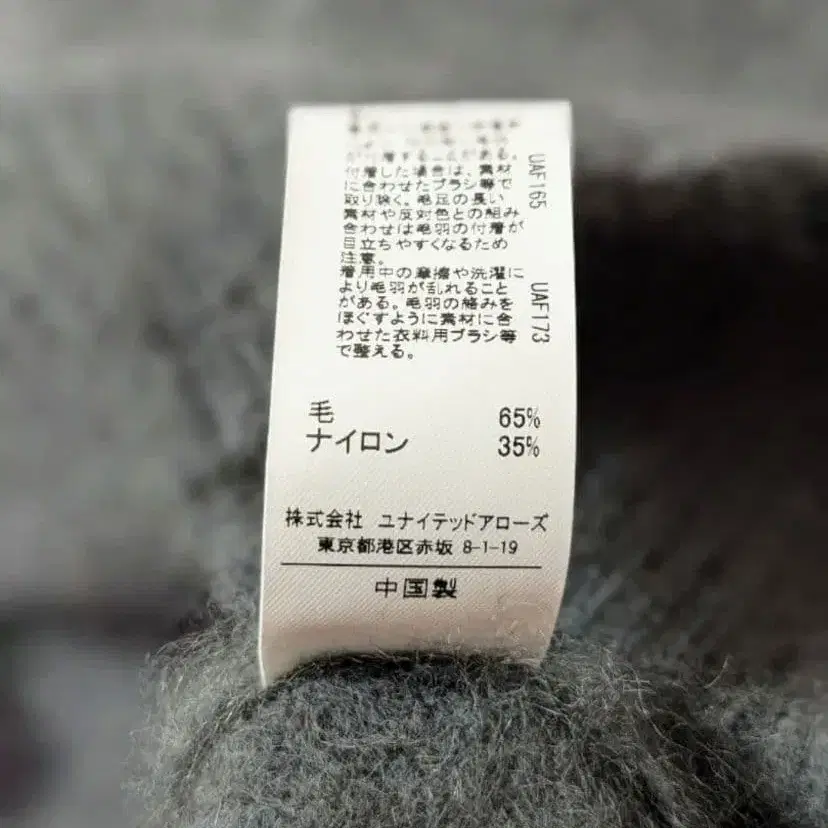 が付着することがある。
付着した場合は、素材
に合わせたブラシ等で
取り除く。毛足の長い
素材や反対色との組み
合わせは毛羽の付着が
目立ちやすくなるため
注意。
着用中の摩擦や洗濯に
より毛羽が乱れること
がある。毛羽の絡みを
ほぐすように素材に合
わせた衣料用ブラシ等
で整える。
UAF165
UAF173
毛 65%
ナイロン 35%
株式会社 ユナイテッドアローズ
東京都港区赤坂 8-1-19
中国製